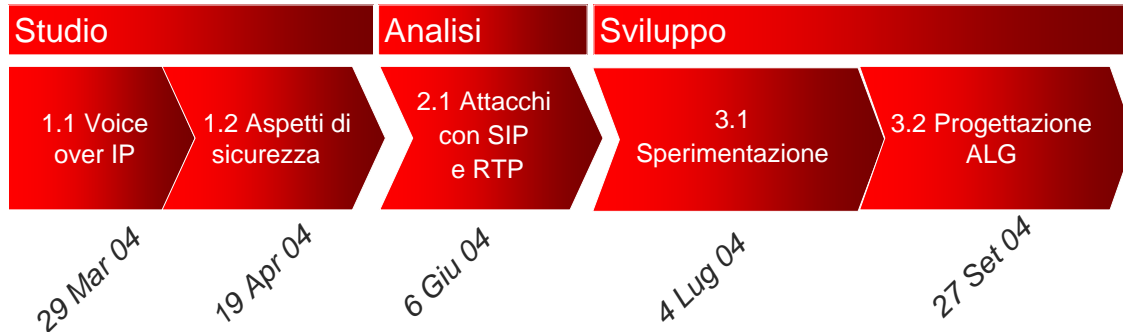 Studio
Analisi
Sviluppo
1.1 Voice
over IP
1.2 Aspetti di
sicurezza
2.1 Attacchi
con SIP
e RTP
3.1
Sperimentazione
3.2 Progettazione
ALG
29 Mar 04
19 Apr 04
6 Giu 04
4 Lug 04
27 Set 04